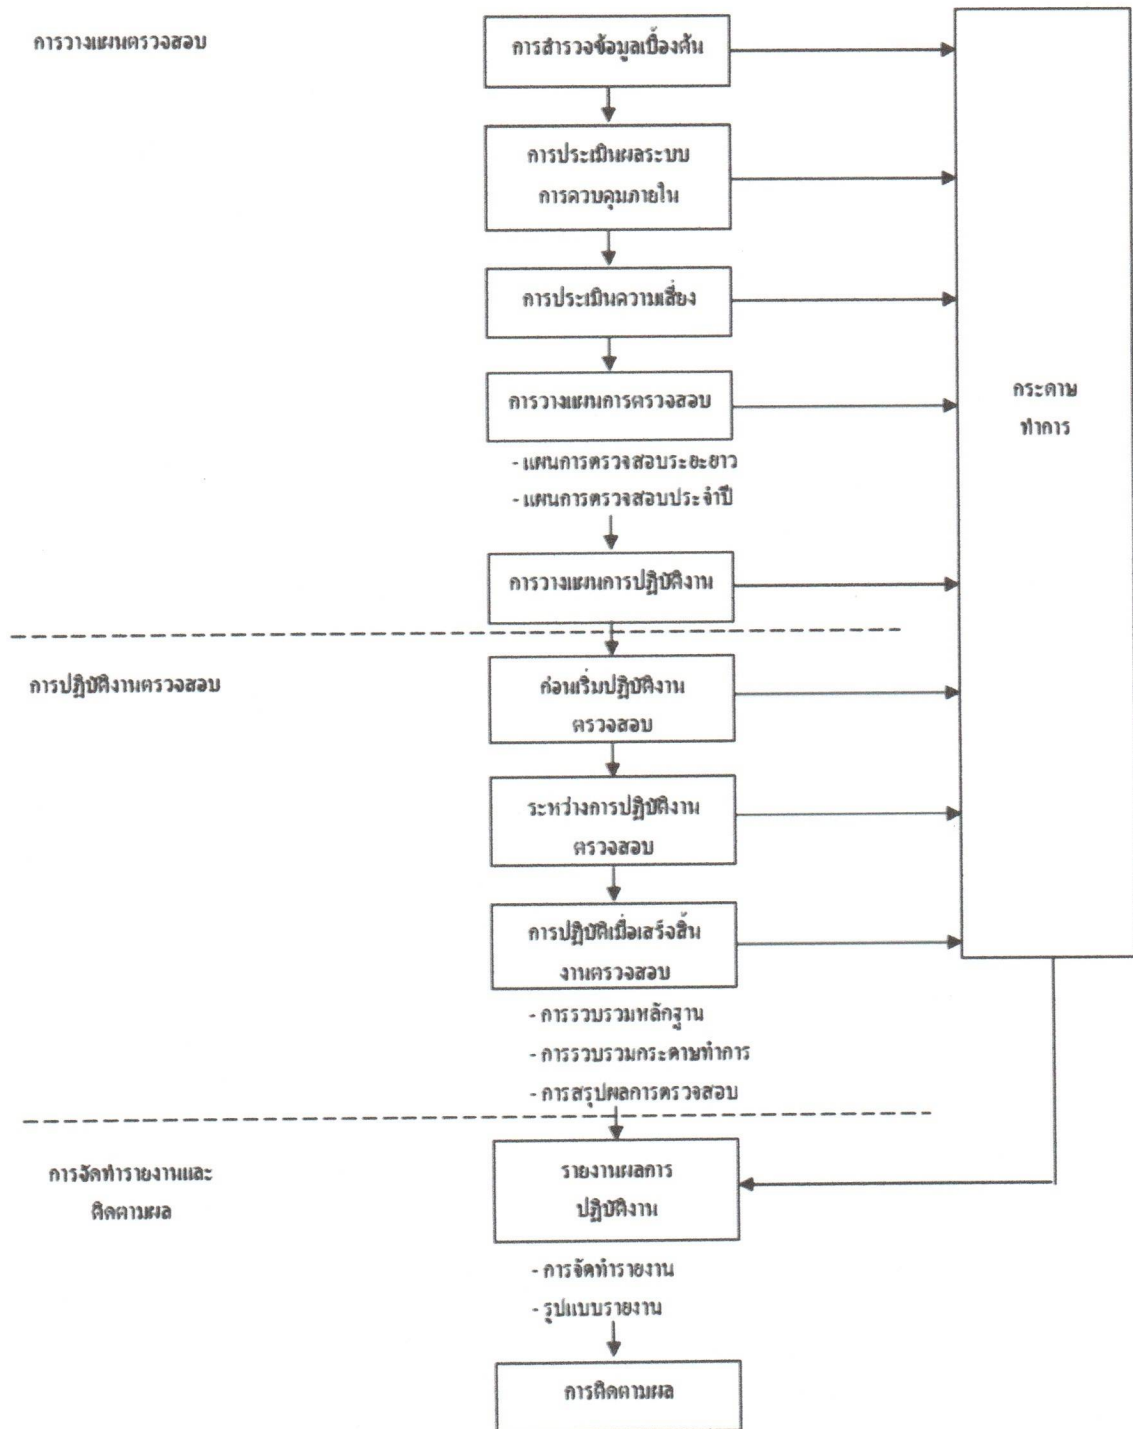 การวางแผนตรวจสอบ
การสำรวจข้อมูลเบื้องต้น
การประเมินผลระบบ
การควบคุมภายใน
การประเมินความเสี่ยง
การวางแผนการตรวจสอบ
- แผนการตรวจสอบระยะยาว
- แผนการตรวจสอบประจำปี
การวางแผนการปฏิบัติงาน
กระดาษ
ทำการ
การปฏิบัติงานตรวจสอบ
ก่อนเริ่มปฏิบัติงาน
ตรวจสอบ
ระหว่างการปฏิบัติงาน
ตรวจสอบ
การปฏิบัติเมื่อเสร็จสิ้น
งานตรวจสอบ
- การรวบรวมหลักฐาน
- การรวบรวมกระดาษทำการ
- การสรุปผลการตรวจสอบ
การจัดทำรายงานและ
ติดตามผล
รายงานผลการ
ปฏิบัติงาน
- การจัดทำรายงาน
- รูปแบบรายงาน
การติดตามผล